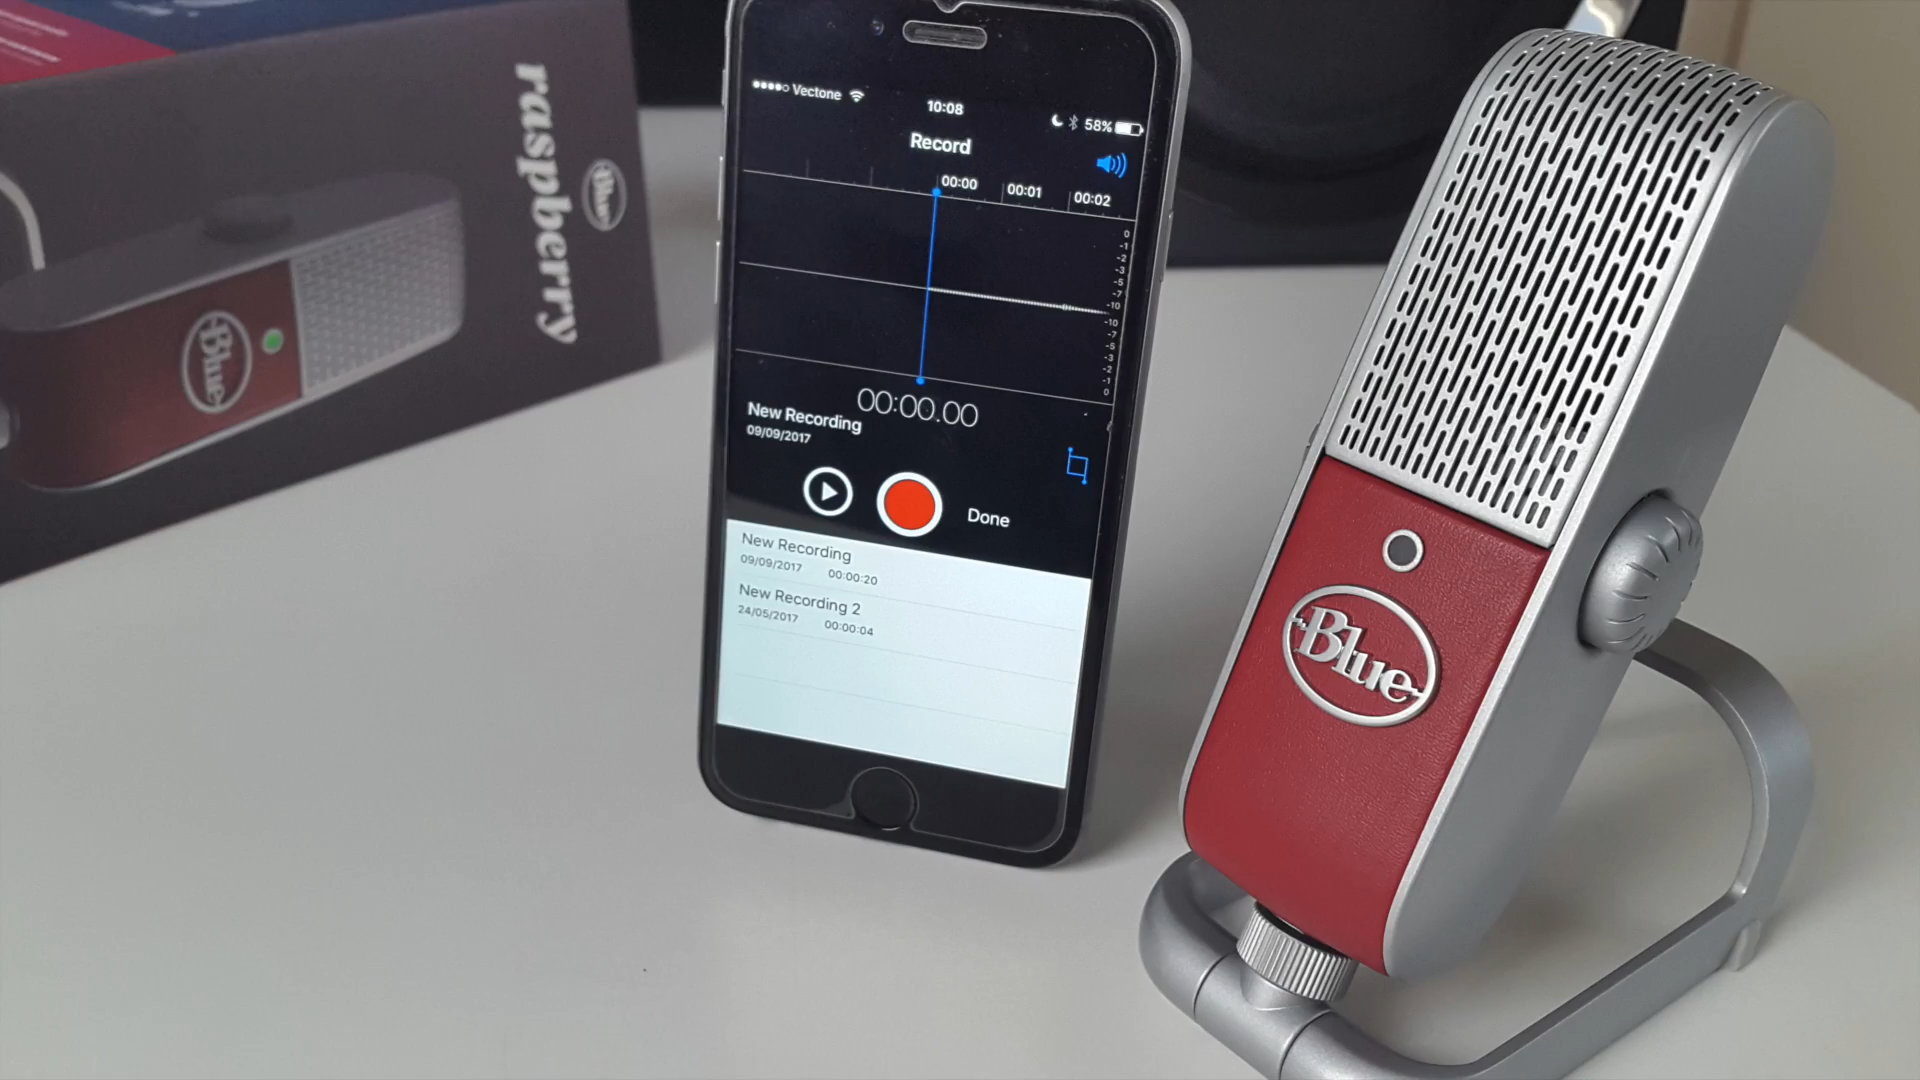 raspberry
Blue
Blue
Vectone
10:08
58%
Record
00:00
00:01
00:02
0
-1
-2
-3
-5
-7
-10
-10
-7
-5
-3
-2
-1
0
00:00.00
New Recording
09/09/2017
Done
New Recording
09/09/2017 00:00:20
New Recording 2
24/05/2017 00:00:04
Blue